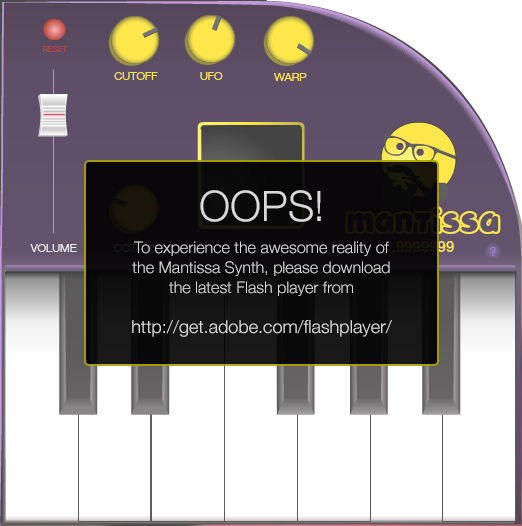 RESET
CUTOFF
UFO
WARP
OOPS!
To experience the awesome reality of
the Mantissa Synth, please download
the latest Flash player from
http://get.adobe.com/flashplayer/
mantissa
.9999999
?
VOLUME